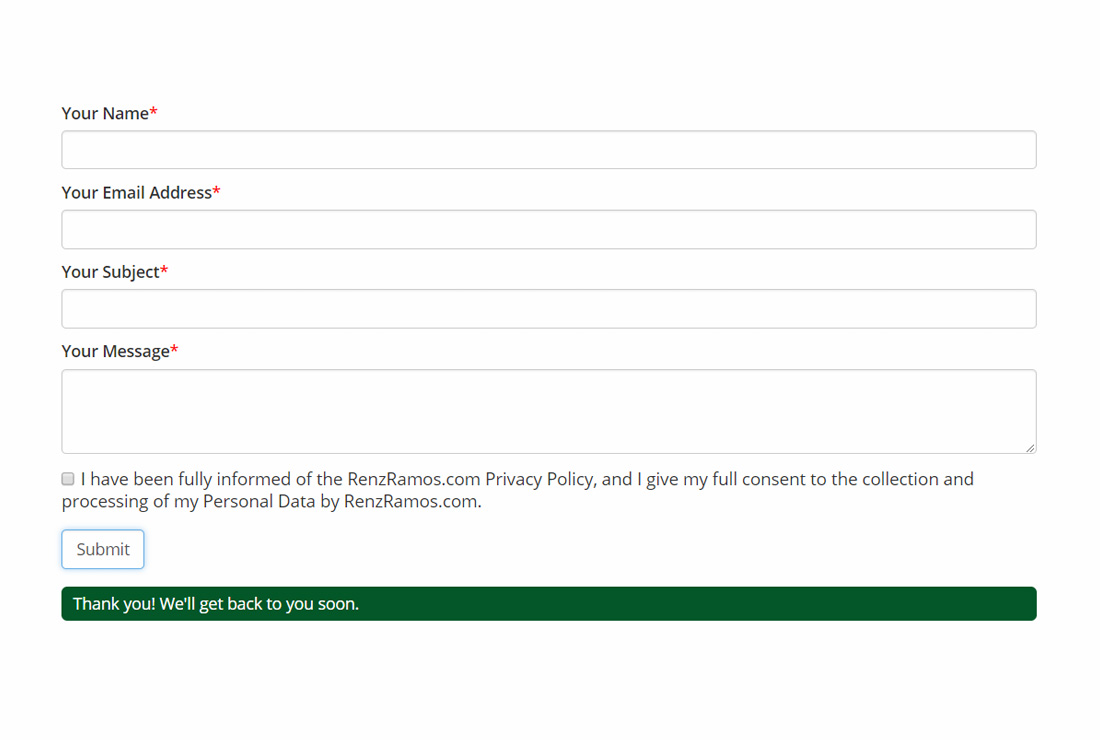 Your Name*
Your Email Address*
Your Subject*
Your Message*
I have been fully informed of the RenzRamos.com Privacy Policy, and I give my full consent to the collection and
processing of my Personal Data by RenzRamos.com.
Submit
Thank you! We'll get back to you soon.